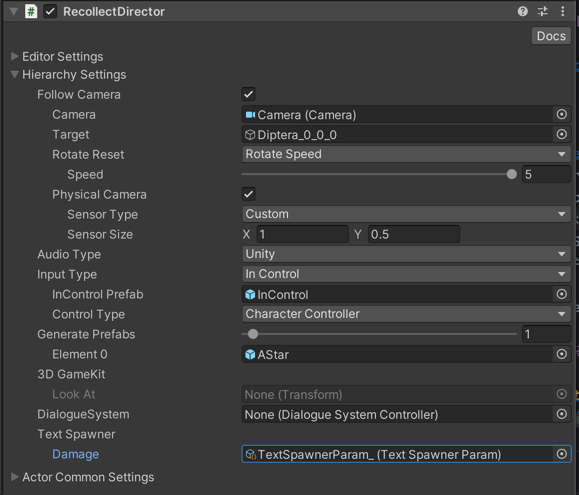 RecollectDirector
Docs
Editor Settings
Hierarchy Settings
Follow Camera
Camera Camera (Camera)
Target Diptera_0_0_0
Rotate Reset Rotate Speed
Speed 5
Physical Camera
Sensor Type Custom
Sensor Size X 1 Y 0.5
Audio Type Unity
Input Type In Control
InControl Prefab InControl
Control Type Character Controller
Generate Prefabs 1
Element 0 AStar
3D GameKit
Look At None (Transform)
DialogueSystem None (Dialogue System Controller)
Text Spawner
Damage TextSpawnerParam_ (Text Spawner Param)
Actor Common Settings